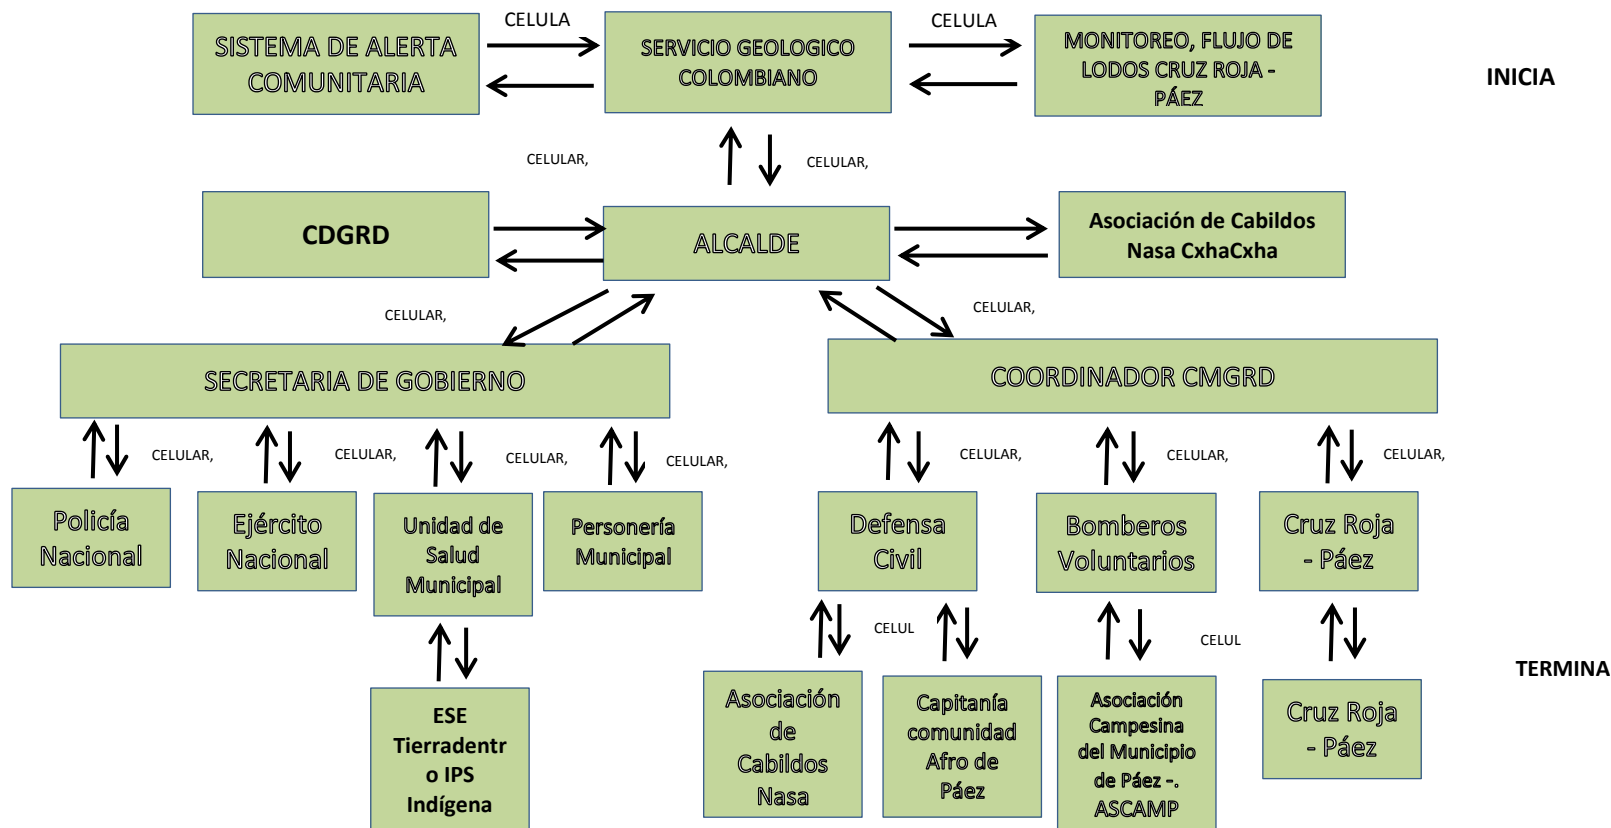 CELULA
CELULA
SISTEMA DE ALERTA
COMUNITARIA
SERVICIO GEOLOGICO
COLOMBIANO
MONITOREO, FLUJO DE
LODOS CRUZ ROJA -
PÁEZ
INICIA
CELULAR,
CELULAR,
CDGRD
ALCALDE
Asociación de Cabildos
Nasa CxhaCxha
CELULAR,
CELULAR,
SECRETARIA DE GOBIERNO
COORDINADOR CMGRD
CELULAR,
CELULAR,
CELULAR,
CELULAR,
CELULAR,
CELULAR,
CELULAR,
Policía
Nacional
Ejército
Nacional
Unidad de
Salud
Municipal
Personería
Municipal
Defensa
Civil
Bomberos
Voluntarios
Cruz Roja
- Páez
CELUL
CELUL
TERMINA
ESE
Tierradentr
o IPS
Indígena
Asociación
de
Cabildos
Nasa
Capitanía
comunidad
Afro de
Páez
Asociación
Campesina
del Municipio
de Páez -.
ASCAMP
Cruz Roja
- Páez